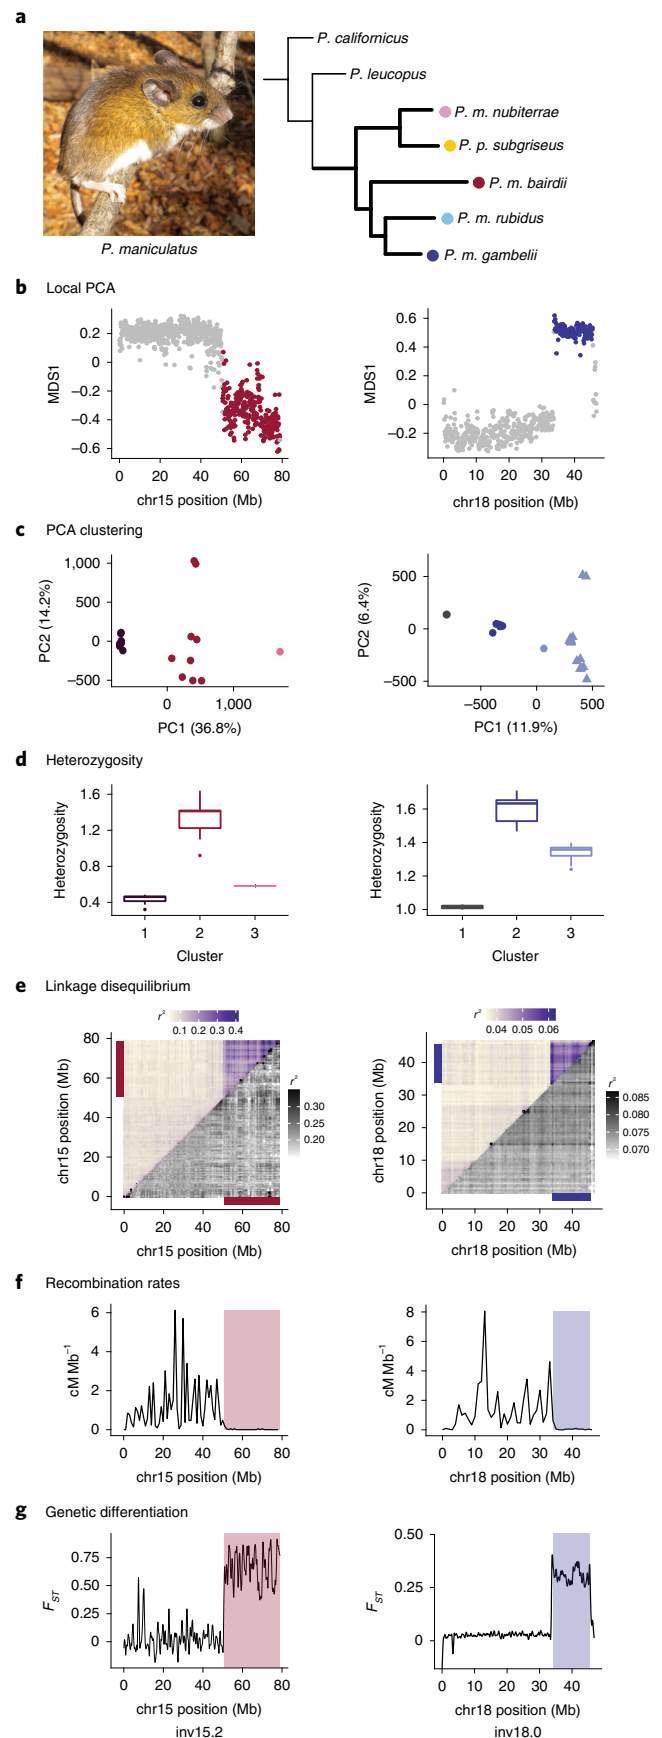 a
P. californicus
P. leucopus
P. m. nubiterrae
P. p. subgriseus
P. m. bairdii
P. m. rubidus
P. m. gambelii
P. maniculatus
b Local PCA
MDS1
0.2
0
−0.2
−0.4
−0.6
0 20 40 60 80
chr15 position (Mb)
MDS1
0.6
0.4
0.2
0
−0.2
0 10 20 30 40
chr18 position (Mb)
c PCA clustering
PC2 (14.2%)
1,000
500
0
−500
0 1,000
PC1 (36.8%)
PC2 (6.4%)
500
0
−500
−500 0 500
PC1 (11.9%)
d Heterozygosity
Heterozygosity
1.6
1.2
0.8
0.4
1 2 3
Cluster
Heterozygosity
1.6
1.4
1.2
1.0
1 2 3
Cluster
e Linkage disequilibrium
r²
0.1 0.2 0.3 0.4
chr15 position (Mb)
80
60
40
20
0
r²
0.30
0.25
0.20
0 20 40 60 80
chr15 position (Mb)
r²
0.04 0.05 0.06
chr18 position (Mb)
40
30
20
10
0
r²
0.085
0.080
0.075
0.070
0 10 20 30 40
chr18 position (Mb)
f Recombination rates
cM Mb⁻¹
6
4
2
0
0 20 40 60 80
chr15 position (Mb)
cM Mb⁻¹
8
6
4
2
0
0 10 20 30 40
chr18 position (Mb)
g Genetic differentiation
FST
0.75
0.50
0.25
0
0 20 40 60 80
chr15 position (Mb)
inv15.2
FST
0.50
0.25
0
0 10 20 30 40
chr18 position (Mb)
inv18.0